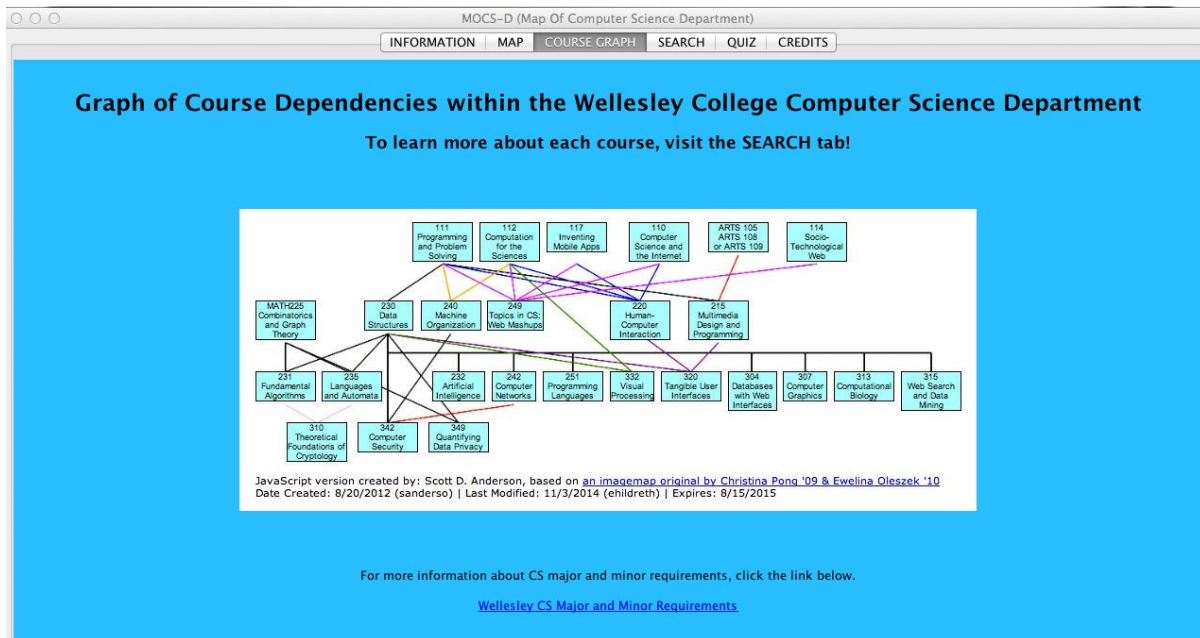 MOCS-D (Map Of Computer Science Department)
INFORMATION MAP COURSE GRAPH SEARCH QUIZ CREDITS
Graph of Course Dependencies within the Wellesley College Computer Science Department
To learn more about each course, visit the SEARCH tab!
111
Programming
and Problem
Solving
112
Computation
for the
Sciences
117
Inventing
Mobile Apps
110
Computer
Science and
the Internet
ARTS 105
ARTS 108
or ARTS 109
114
Socio-
Technological
Web
MATH225
Combinatorics
and Graph
Theory
230
Data
Structures
240
Machine
Organization
249
Topics in CS:
Web Mashups
220
Human-
Computer
Interaction
215
Multimedia
Design and
Programming
231
Fundamental
Algorithms
235
Languages
and Automata
232
Artificial
Intelligence
242
Computer
Networks
251
Programming
Languages
332
Visual
Processing
320
Tangible User
Interfaces
304
Databases
with Web
Interfaces
307
Computer
Graphics
313
Computational
Biology
315
Web Search
and Data
Mining
310
Theoretical
Foundations of
Cryptology
342
Computer
Security
349
Quantifying
Data Privacy
JavaScript version created by: Scott D. Anderson, based on an imagemap original by Christina Pong '09 & Ewelina Oleszek '10
Date Created: 8/20/2012 (sanderso) | Last Modified: 11/3/2014 (ehildreth) | Expires: 8/15/2015
For more information about CS major and minor requirements, click the link below.
Wellesley CS Major and Minor Requirements